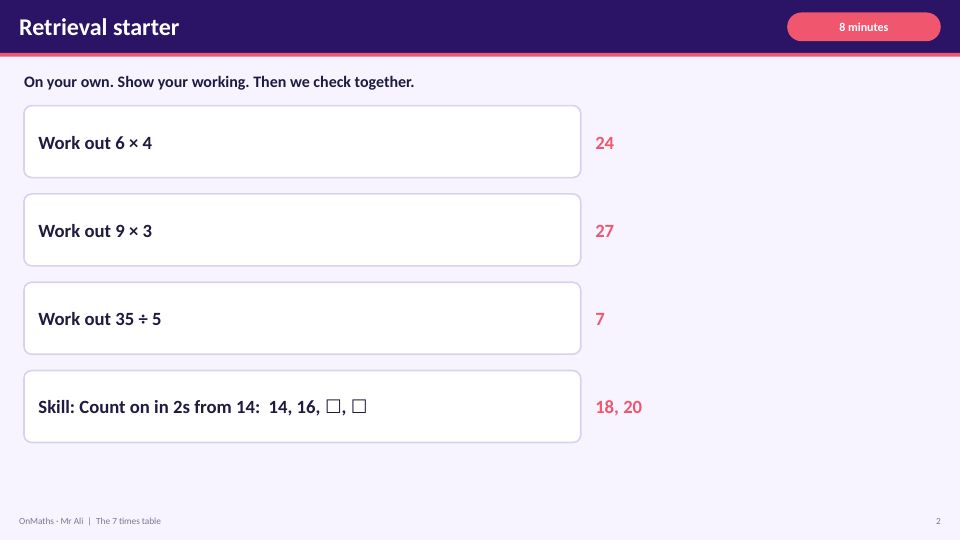 Retrieval starter
8 minutes
On your own. Show your working. Then we check together.
Work out 6 × 4
24
Work out 9 × 3
27
Work out 35 ÷ 5
7
Skill: Count on in 2s from 14:  14, 16, ☐, ☐
18, 20
OnMaths - Mr Ali | The 7 times table
2